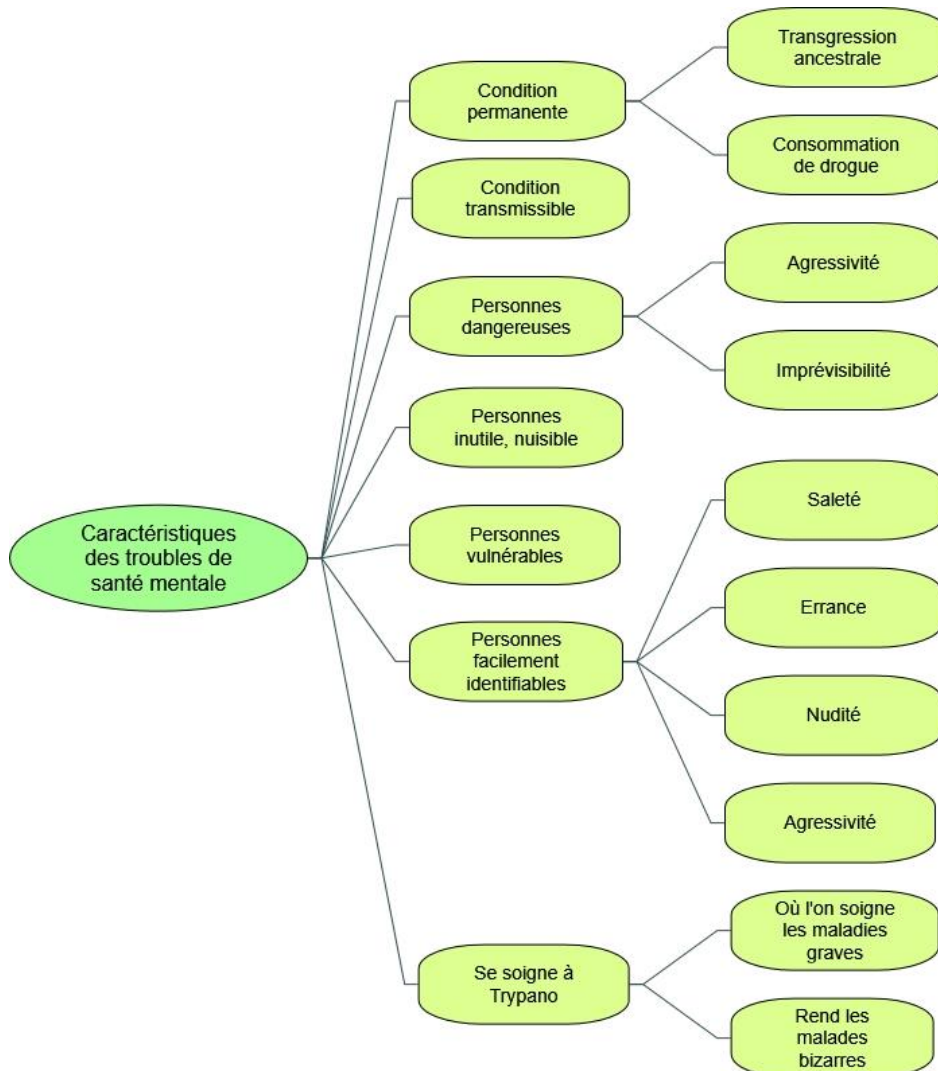 Caractéristiques
des troubles de
santé mentale
Condition
permanente
Transgression
ancestrale
Consommation
de drogue
Condition
transmissible
Personnes
dangereuses
Agressivité
Imprévisibilité
Personnes
inutile, nuisible
Personnes
vulnérables
Personnes
facilement
identifiables
Saleté
Errance
Nudité
Agressivité
Se soigne à
Trypano
Où l'on soigne
les maladies
graves
Rend les
malades
bizarres